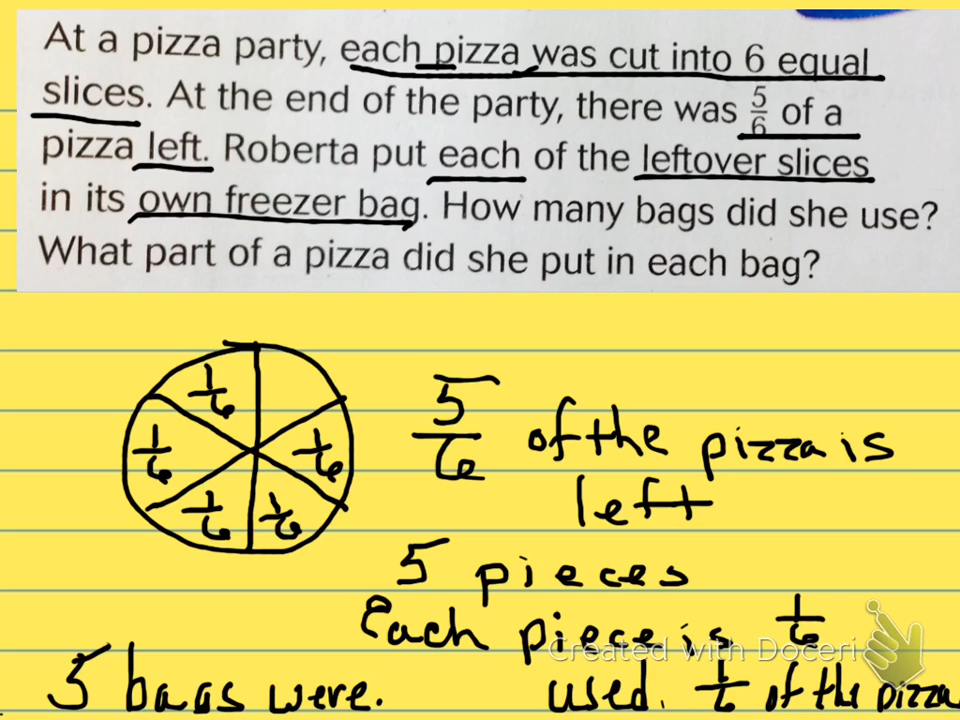 At a pizza party, each pizza was cut into 6 equal
slices. At the end of the party, there was 5/6 of a
pizza left. Roberta put each of the leftover slices
in its own freezer bag. How many bags did she use?
What part of a pizza did she put in each bag?
1/6
1/6 1/6
1/6 1/6
5/6 of the pizza is
left
5 pieces
Each piece is 1/6
Created with Doceri
5 bags were. used. 1/6 of the pizza